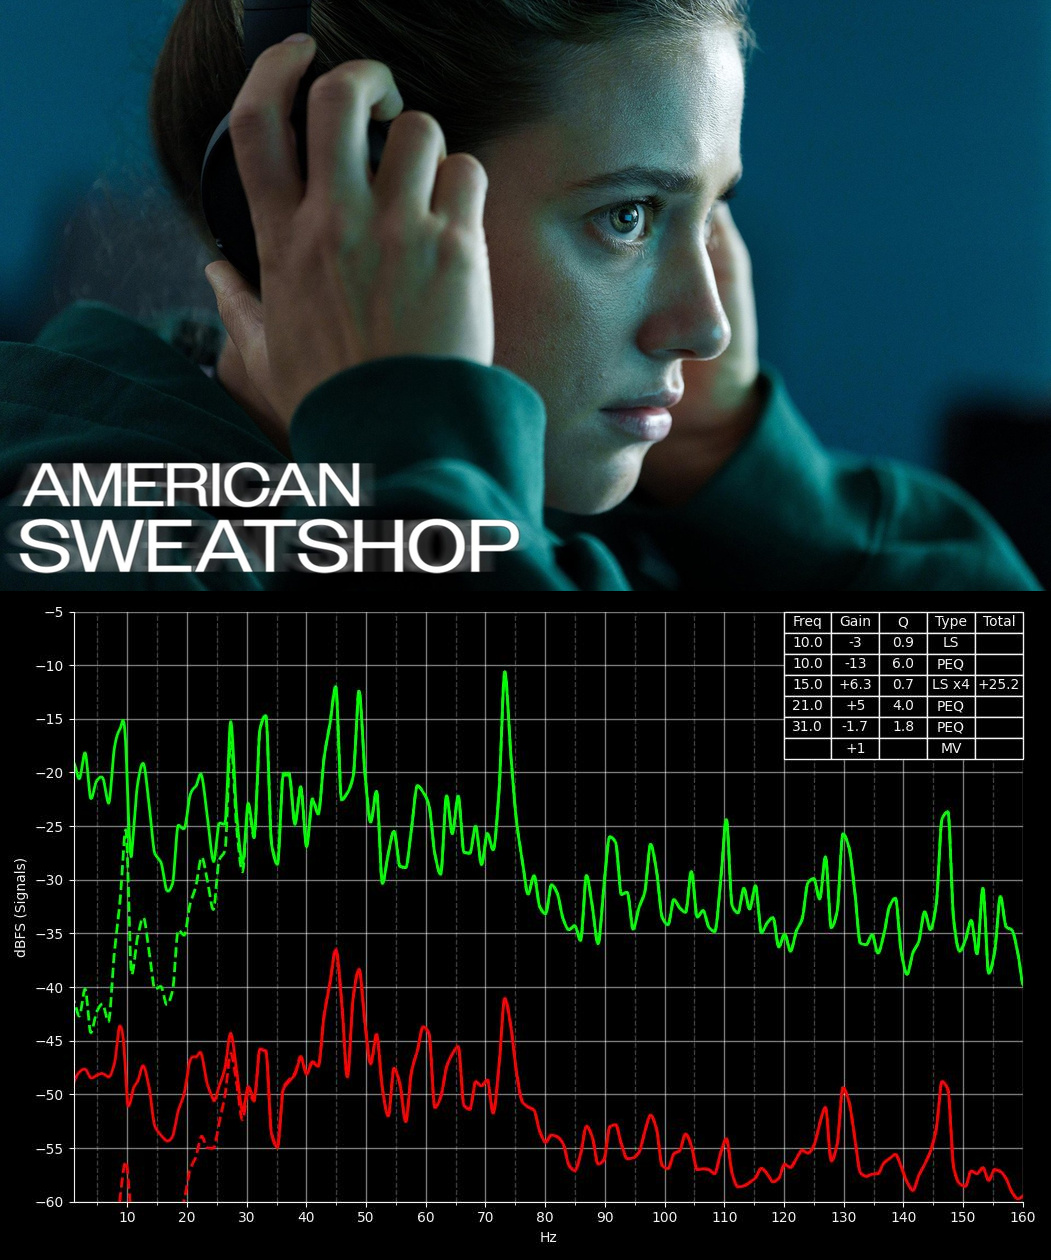 AMERICAN
SWEATSHOP
Freq Gain Q Type Total
10.0 -3 0.9 LS
10.0 -13 6.0 PEQ
15.0 +6.3 0.7 LS x4 +25.2
21.0 +5 4.0 PEQ
31.0 -1.7 1.8 PEQ
+1 MV
−5
−10
−15
−20
−25
−30
−35
−40
−45
−50
−55
−60
dBFS (Signals)
10 20 30 40 50 60 70 80 90 100 110 120 130 140 150 160
Hz